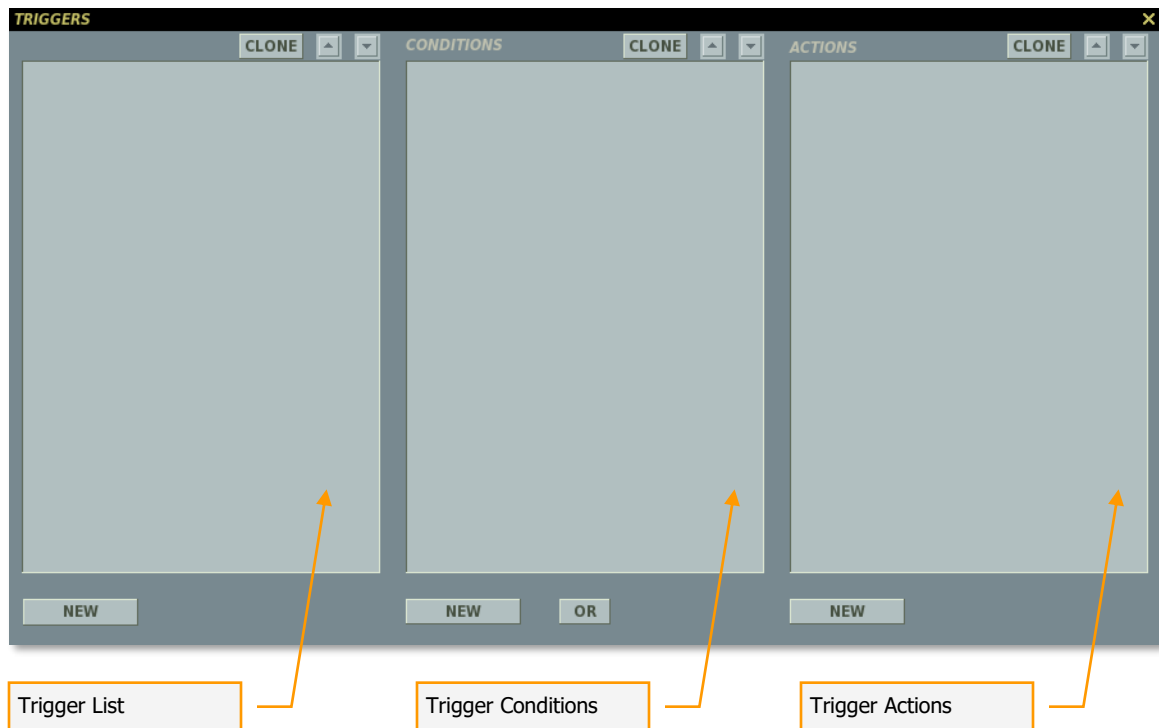 TRIGGERS
CLONE CONDITIONS CLONE ACTIONS CLONE
NEW NEW OR NEW
Trigger List Trigger Conditions Trigger Actions